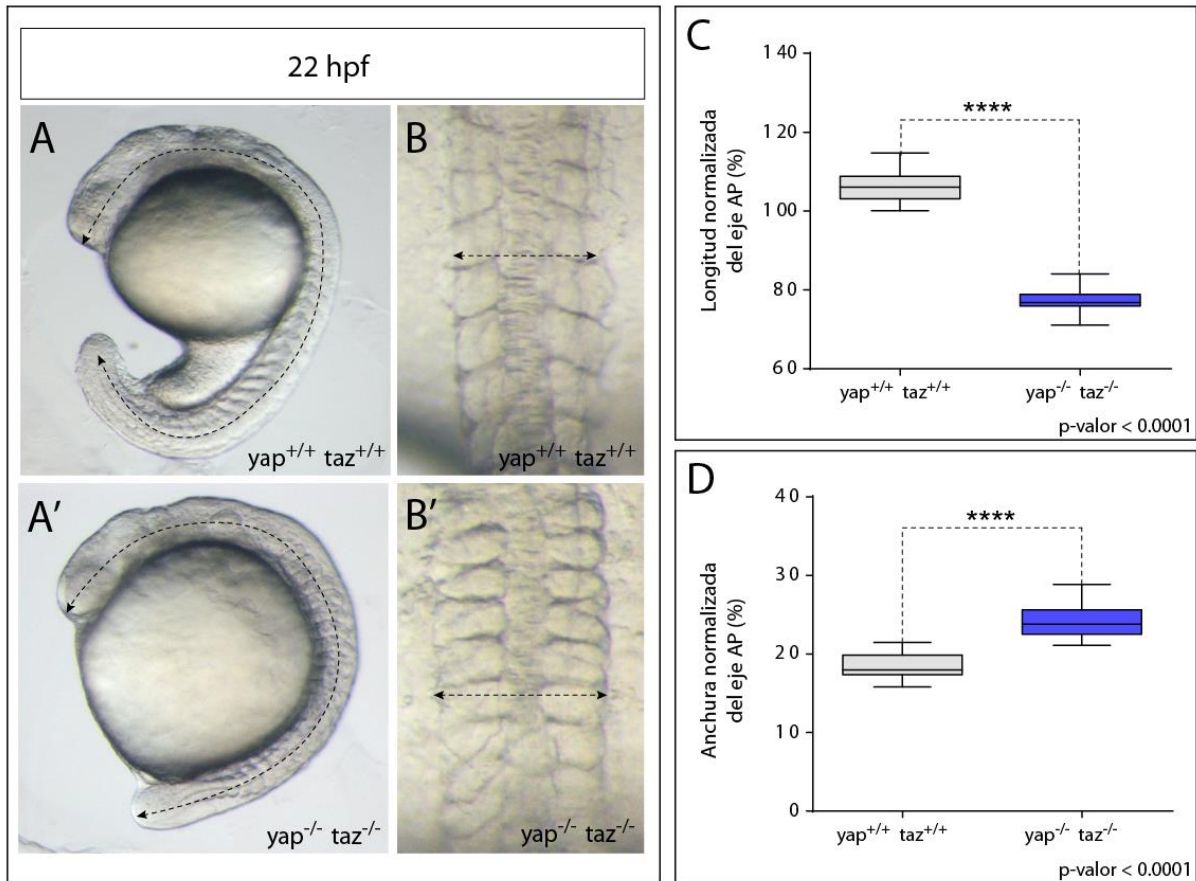 22 hpf
A
yap+/+ taz+/+
B
yap+/+ taz+/+
A'
yap-/- taz-/-
B'
yap-/- taz-/-
C
Longitud normalizada
del eje AP (%)
140
120
100
80
60
****
yap+/+ taz+/+
yap-/- taz-/-
p-valor < 0.0001
D
Anchura normalizada
del eje AP (%)
40
30
20
10
0
****
yap+/+ taz+/+
yap-/- taz-/-
p-valor < 0.0001